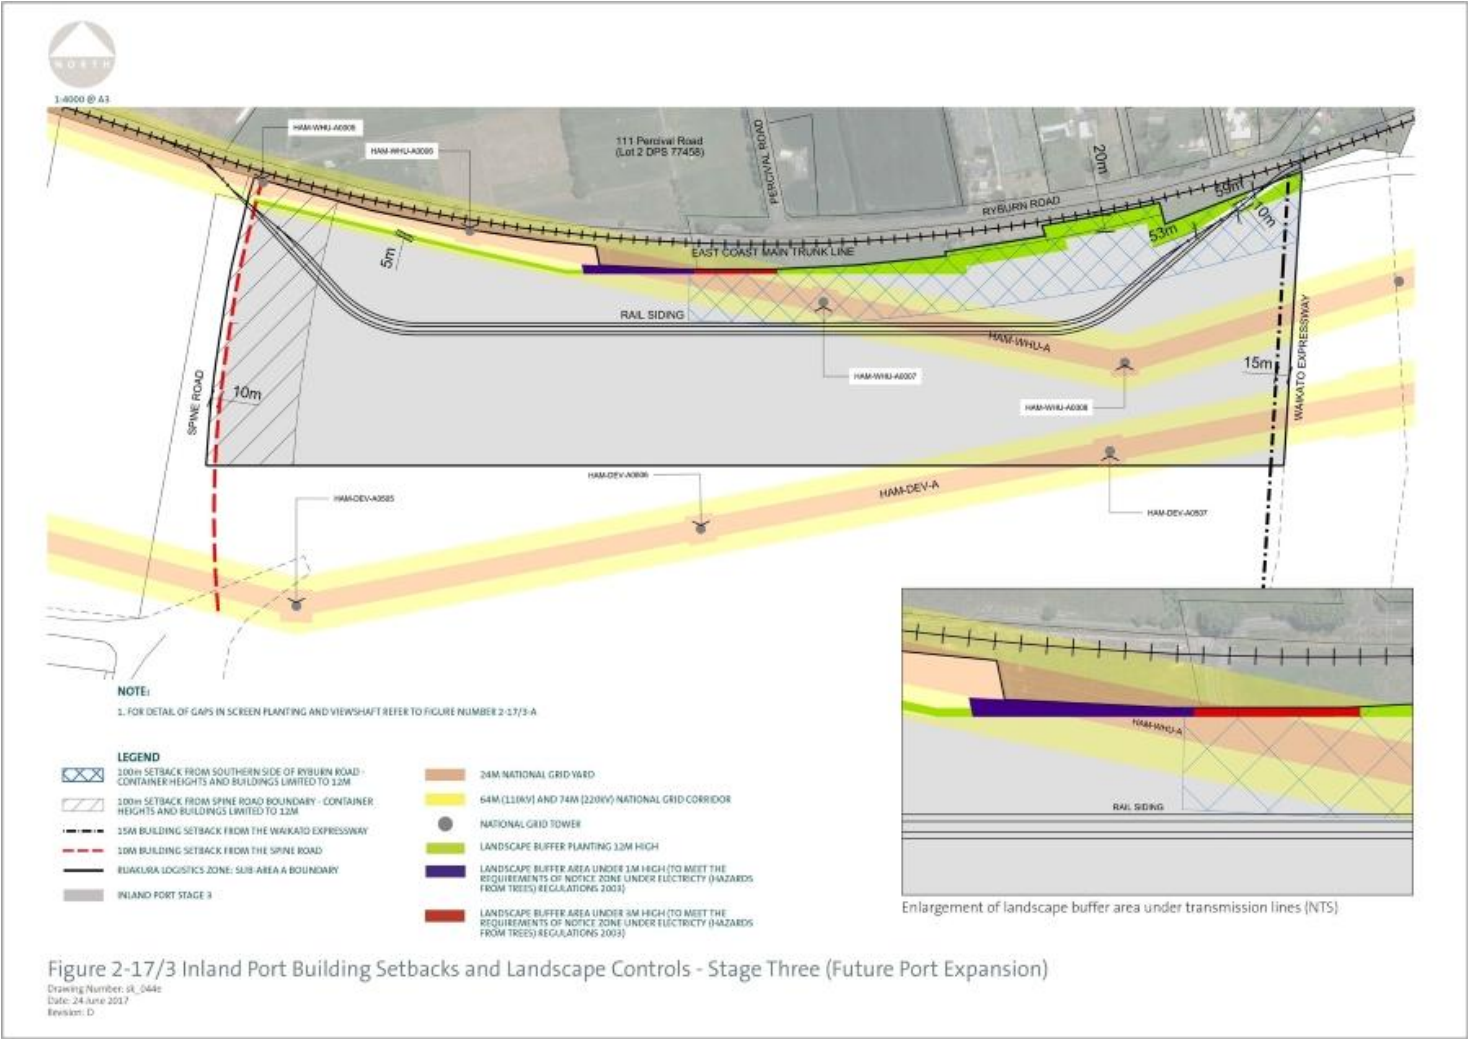 NORTH
1:4000 @ A3
HAM-WHU-A0005
HAM-WHU-A0006
111 Percival Road
(Lot 2 DPS 77458)
PERCIVAL ROAD
20m
RYBURN ROAD
59m
10m
53m
EAST COAST MAIN TRUNK LINE
5m
RAIL SIDING
HAM-WHU-A
HAM-WHU-A0007
HAM-WHU-A0008
15m
WAIKATO EXPRESSWAY
SPINE ROAD
10m
HAM-DEV-A0506
HAM-DEV-A
HAM-DEV-A0505
HAM-DEV-A0507
NOTE:
1. FOR DETAIL OF GAPS IN SCREEN PLANTING AND VIEWSHAFT REFER TO FIGURE NUMBER 2-17/3-A
LEGEND
100m SETBACK FROM SOUTHERN SIDE OF RYBURN ROAD -
CONTAINER HEIGHTS AND BUILDINGS LIMITED TO 12M
100m SETBACK FROM SPINE ROAD BOUNDARY - CONTAINER
HEIGHTS AND BUILDINGS LIMITED TO 12M
15M BUILDING SETBACK FROM THE WAIKATO EXPRESSWAY
10M BUILDING SETBACK FROM THE SPINE ROAD
RUAKURA LOGISTICS ZONE: SUB-AREA A BOUNDARY
INLAND PORT STAGE 3
24M NATIONAL GRID YARD
64M (110kV) AND 74M (220kV) NATIONAL GRID CORRIDOR
NATIONAL GRID TOWER
LANDSCAPE BUFFER PLANTING 12M HIGH
LANDSCAPE BUFFER AREA UNDER 1M HIGH (TO MEET THE
REQUIREMENTS OF NOTICE ZONE UNDER ELECTRICTY (HAZARDS
FROM TREES) REGULATIONS 2003)
LANDSCAPE BUFFER AREA UNDER 3M HIGH (TO MEET THE
REQUIREMENTS OF NOTICE ZONE UNDER ELECTRICTY (HAZARDS
FROM TREES) REGULATIONS 2003)
HAM-WHU-A
RAIL SIDING
Enlargement of landscape buffer area under transmission lines (NTS)
Figure 2-17/3 Inland Port Building Setbacks and Landscape Controls - Stage Three (Future Port Expansion)
Drawing Number: sk_044e
Date: 24 June 2017
Revision: D